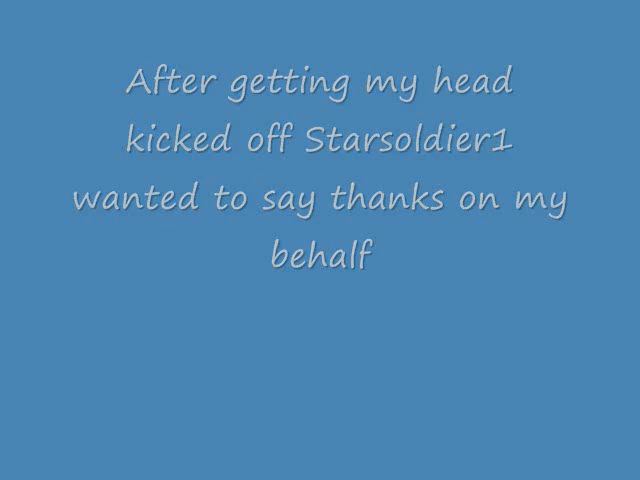 After getting my head
kicked off Starsoldier1
wanted to say thanks on my
behalf